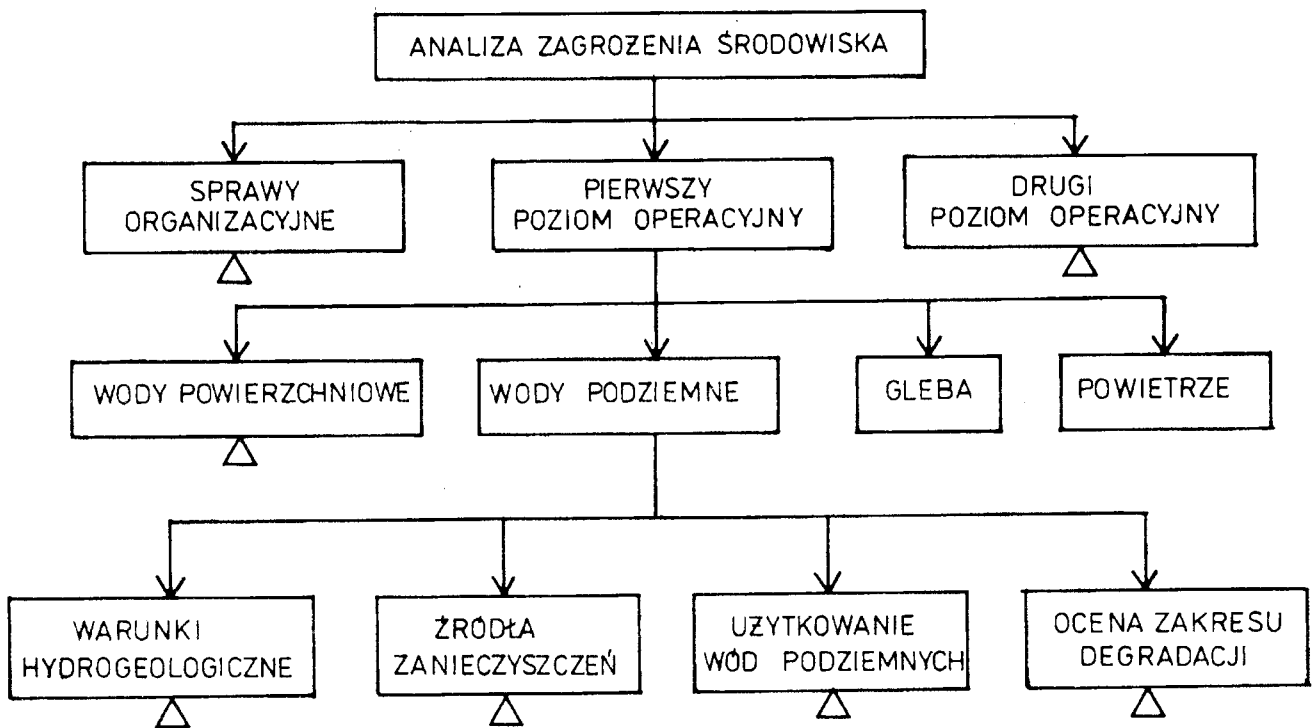 ANALIZA ZAGROŻENIA ŚRODOWISKA
SPRAWY
ORGANIZACYJNE
PIERWSZY
POZIOM OPERACYJNY
DRUGI
POZIOM OPERACYJNY
WODY POWIERZCHNIOWE
WODY PODZIEMNE
GLEBA
POWIETRZE
WARUNKI
HYDROGEOLOGICZNE
ŹRÓDŁA
ZANIECZYSZCZEŃ
UŻYTKOWANIE
WÓD PODZIEMNYCH
OCENA ZAKRESU
DEGRADACJI